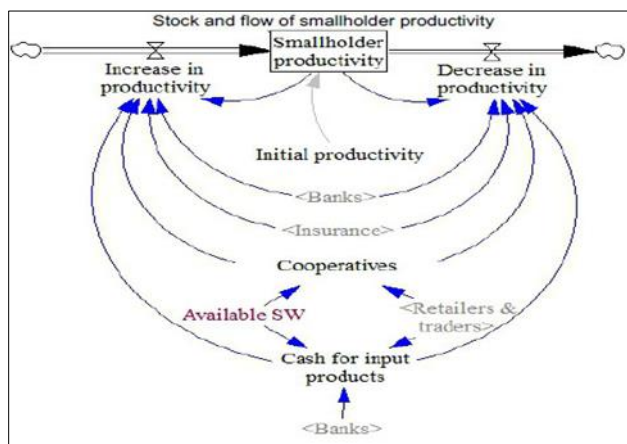 Stock and flow of smallholder productivity
Smallholder
productivity
Increase in
productivity
Decrease in
productivity
Initial productivity
<Banks>
<Insurance>
Cooperatives
Available SW
<Retailers &
traders>
Cash for input
products
<Banks>